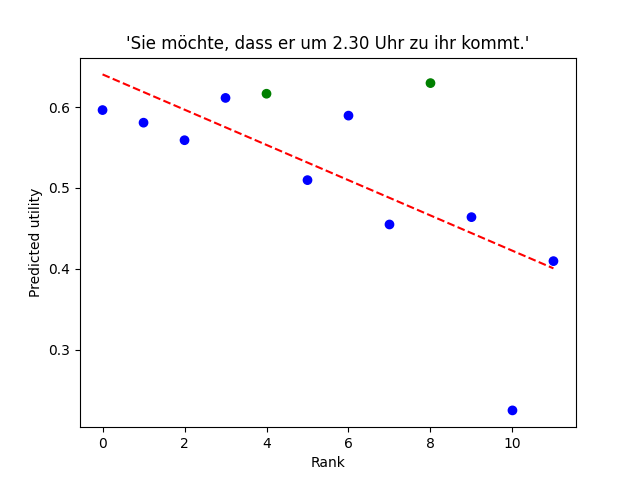 'Sie möchte, dass er um 2.30 Uhr zu ihr kommt.'
Predicted utility
0.6
0.5
0.4
0.3
0 2 4 6 8 10
Rank